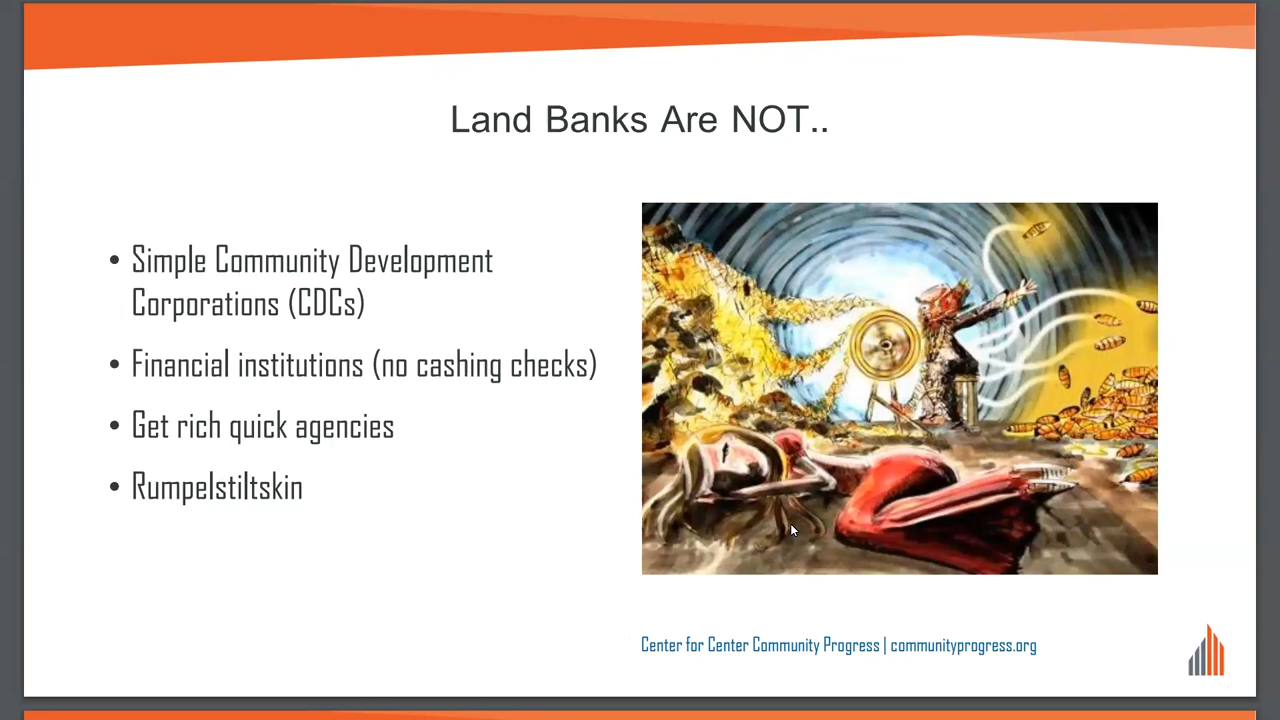 Land Banks Are NOT..
• Simple Community Development
Corporations (CDCs)
• Financial institutions (no cashing checks)
• Get rich quick agencies
• Rumpelstiltskin
Center for Center Community Progress | communityprogress.org